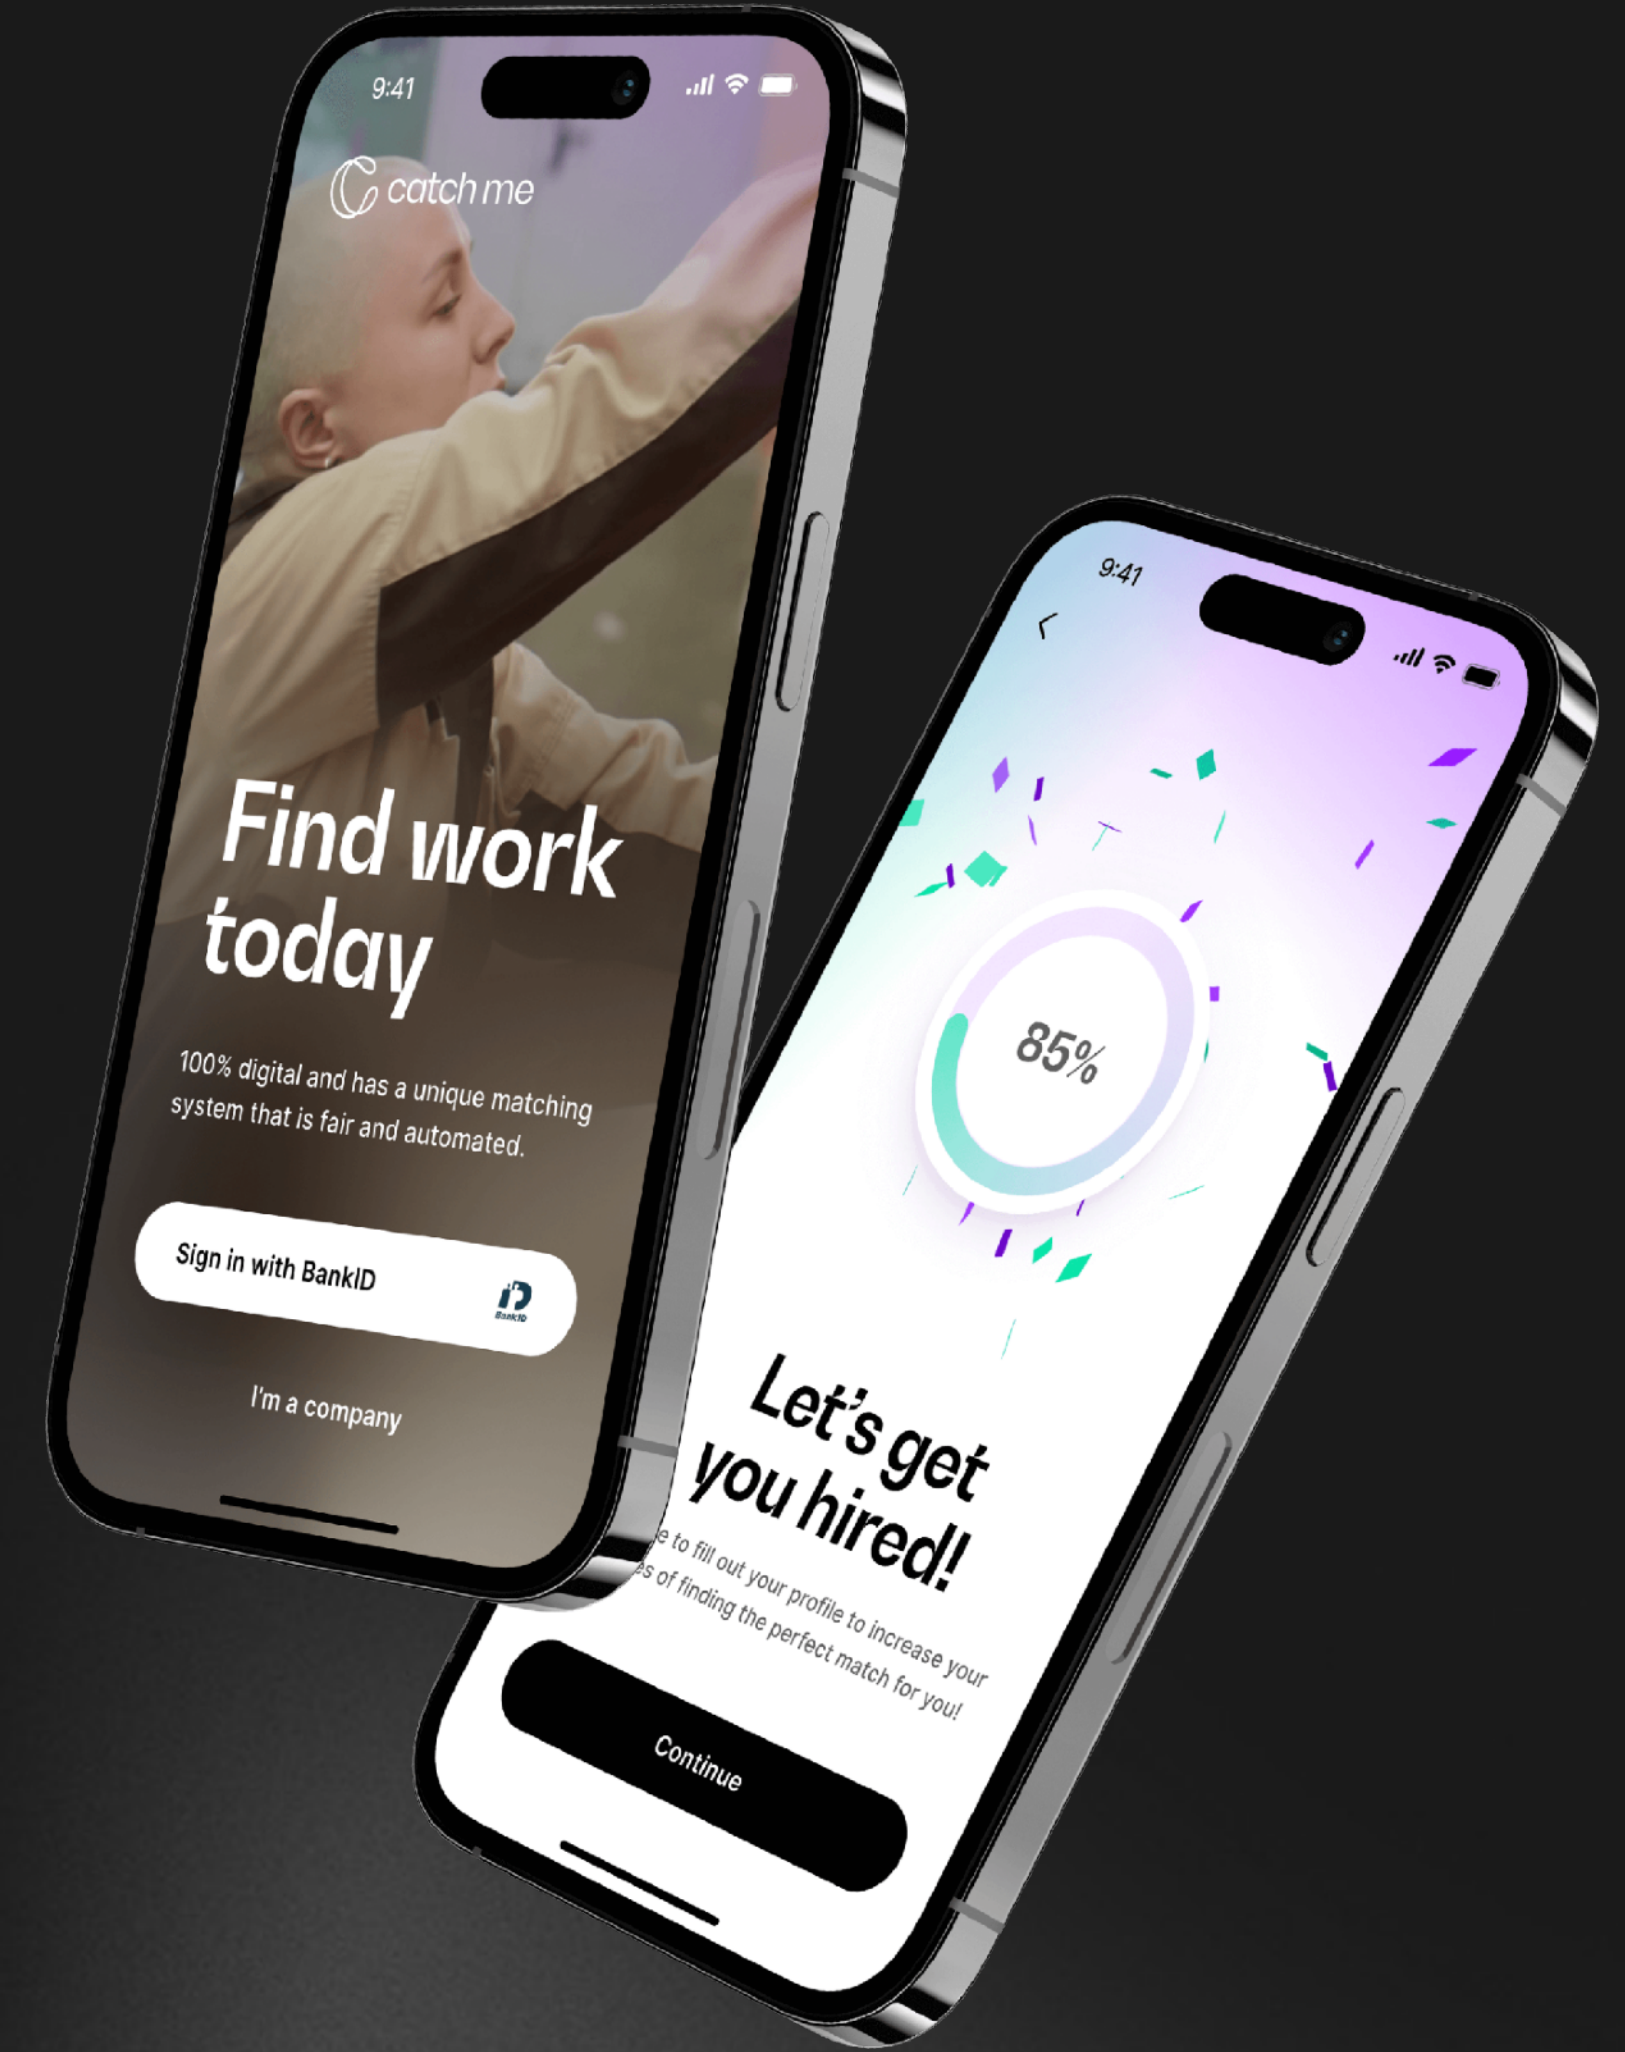 9:41
catch me
Find work
today
100% digital and has a unique matching
system that is fair and automated.
Sign in with BankID
BankID
I'm a company
9:41
85%
Let's get
you hired!
to fill out your profile to increase your
of finding the perfect match for you!
Continue